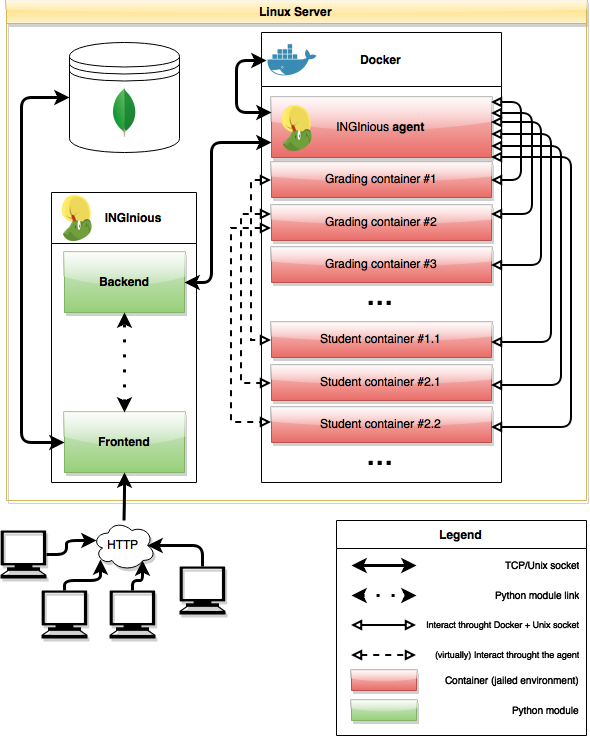 Linux Server
Docker
INGInious agent
Grading container #1
Grading container #2
Grading container #3
...
Student container #1.1
Student container #2.1
Student container #2.2
...
INGInious
Backend
Frontend
HTTP
Legend
TCP/Unix socket
Python module link
Interact throught Docker + Unix socket
(virtually) Interact throught the agent
Container (jailed environment)
Python module